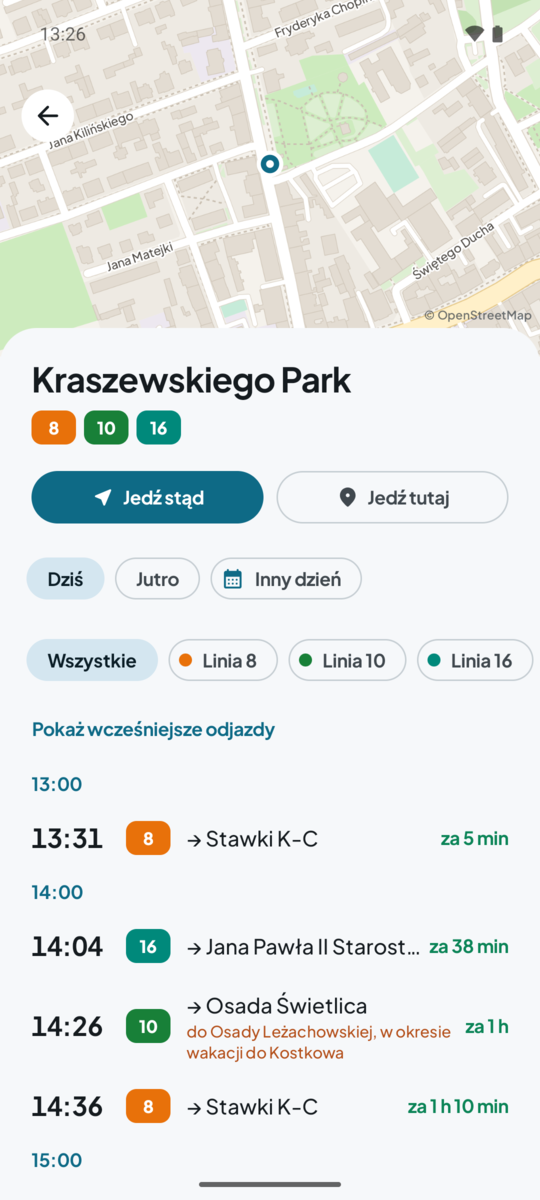 13:26
Fryderyka Chopin
Jana Kilińskiego
Jana Matejki
Świętego Ducha
© OpenStreetMap
Kraszewskiego Park
8 10 16
Jedź stąd Jedź tutaj
Dziś Jutro Inny dzień
Wszystkie Linia 8 Linia 10 Linia 16
Pokaż wcześniejsze odjazdy
13:00
13:31 8 → Stawki K-C za 5 min
14:00
14:04 16 → Jana Pawła II Starost... za 38 min
→ Osada Świetlica
14:26 10 do Osady Leżachowskiej, w okresie za 1 h
wakacji do Kostkowa
14:36 8 → Stawki K-C za 1 h 10 min
15:00